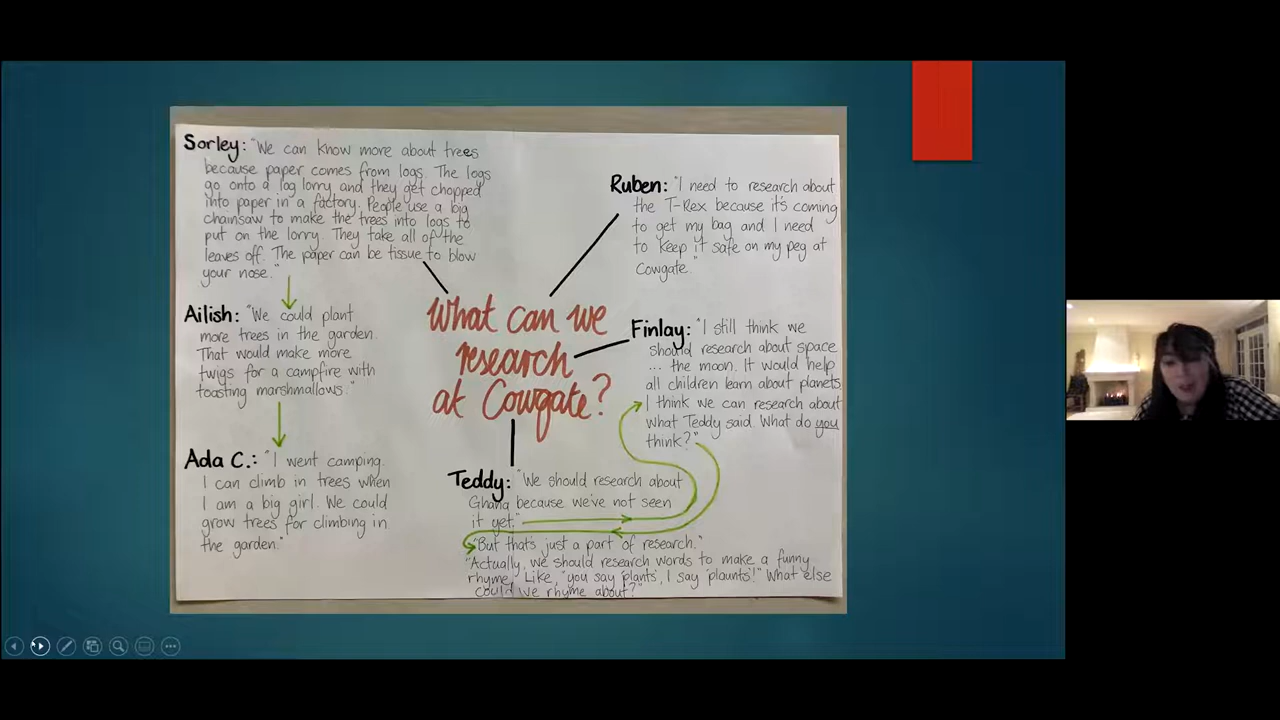 Sorley: "We can know more about trees
because paper comes from logs. The logs
go onto a log lorry and they get chopped
into paper in a factory. People use a big
chainsaw to make the trees into logs to
put on the lorry. They take all of the
leaves off. The paper can be tissue to blow
your nose."
Ailish: "We could plant
more trees in the garden.
That would make more
twigs for a campfire with
toasting marshmallows."
Ada C.: "I went camping.
I can climb in trees when
I am a big girl. We could
grow trees for climbing in
the garden."
What can we
research
at Cowgate?
Ruben: "I need to research about
the T-Rex because it's coming
to get my bag and I need
to keep it safe on my peg at
Cowgate."
Finlay: "I still think we
should research about space
... the moon. It would help
all children learn about planets.
I think we can research about
what Teddy said. What do you
think?"
Teddy: "We should research about
Ghana because we've not seen
it yet."
"But that's just a part of research."
"Actually, we should research words to make a funny
rhyme. Like, "you say 'plants', I say 'plaunts'!" What else
could we rhyme about?"